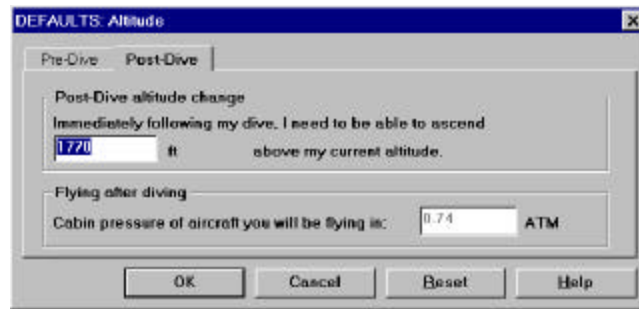 DEFAULTS: Altitude
Pre-Dive Post-Dive
Post-Dive altitude change
Immediately following my dive, I need to be able to ascend
1770 ft above my current altitude.
Flying after diving
Cabin pressure of aircraft you will be flying in: 0.74 ATM
OK Cancel Reset Help